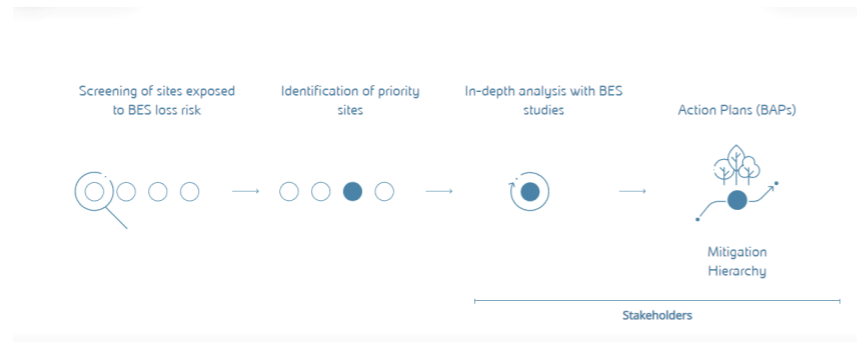 Screening of sites exposed
to BES loss risk
Identification of priority
sites
In-depth analysis with BES
studies
Action Plans (BAPs)
Mitigation
Hierarchy
Stakeholders